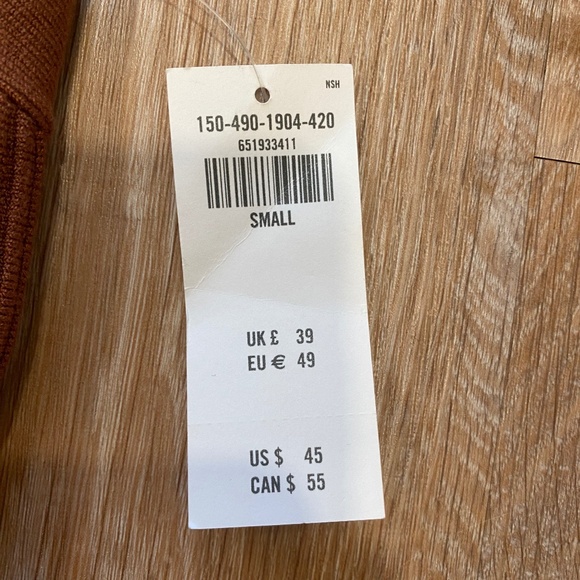 NSH
150-490-1904-420
651933411
SMALL
UK £ 39
EU € 49
US $ 45
CAN $ 55